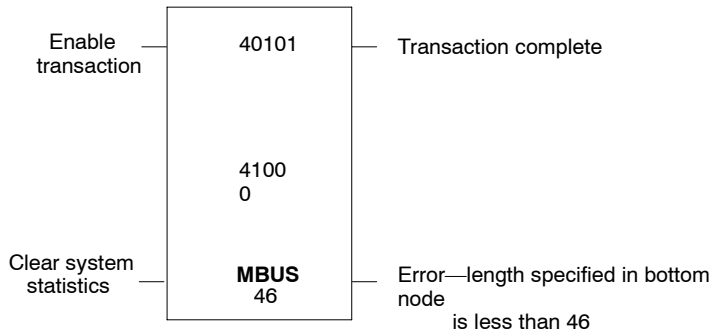 Enable
transaction
40101
Transaction complete
4100
0
Clear system
statistics
MBUS
46
Error—length specified in bottom
node
is less than 46